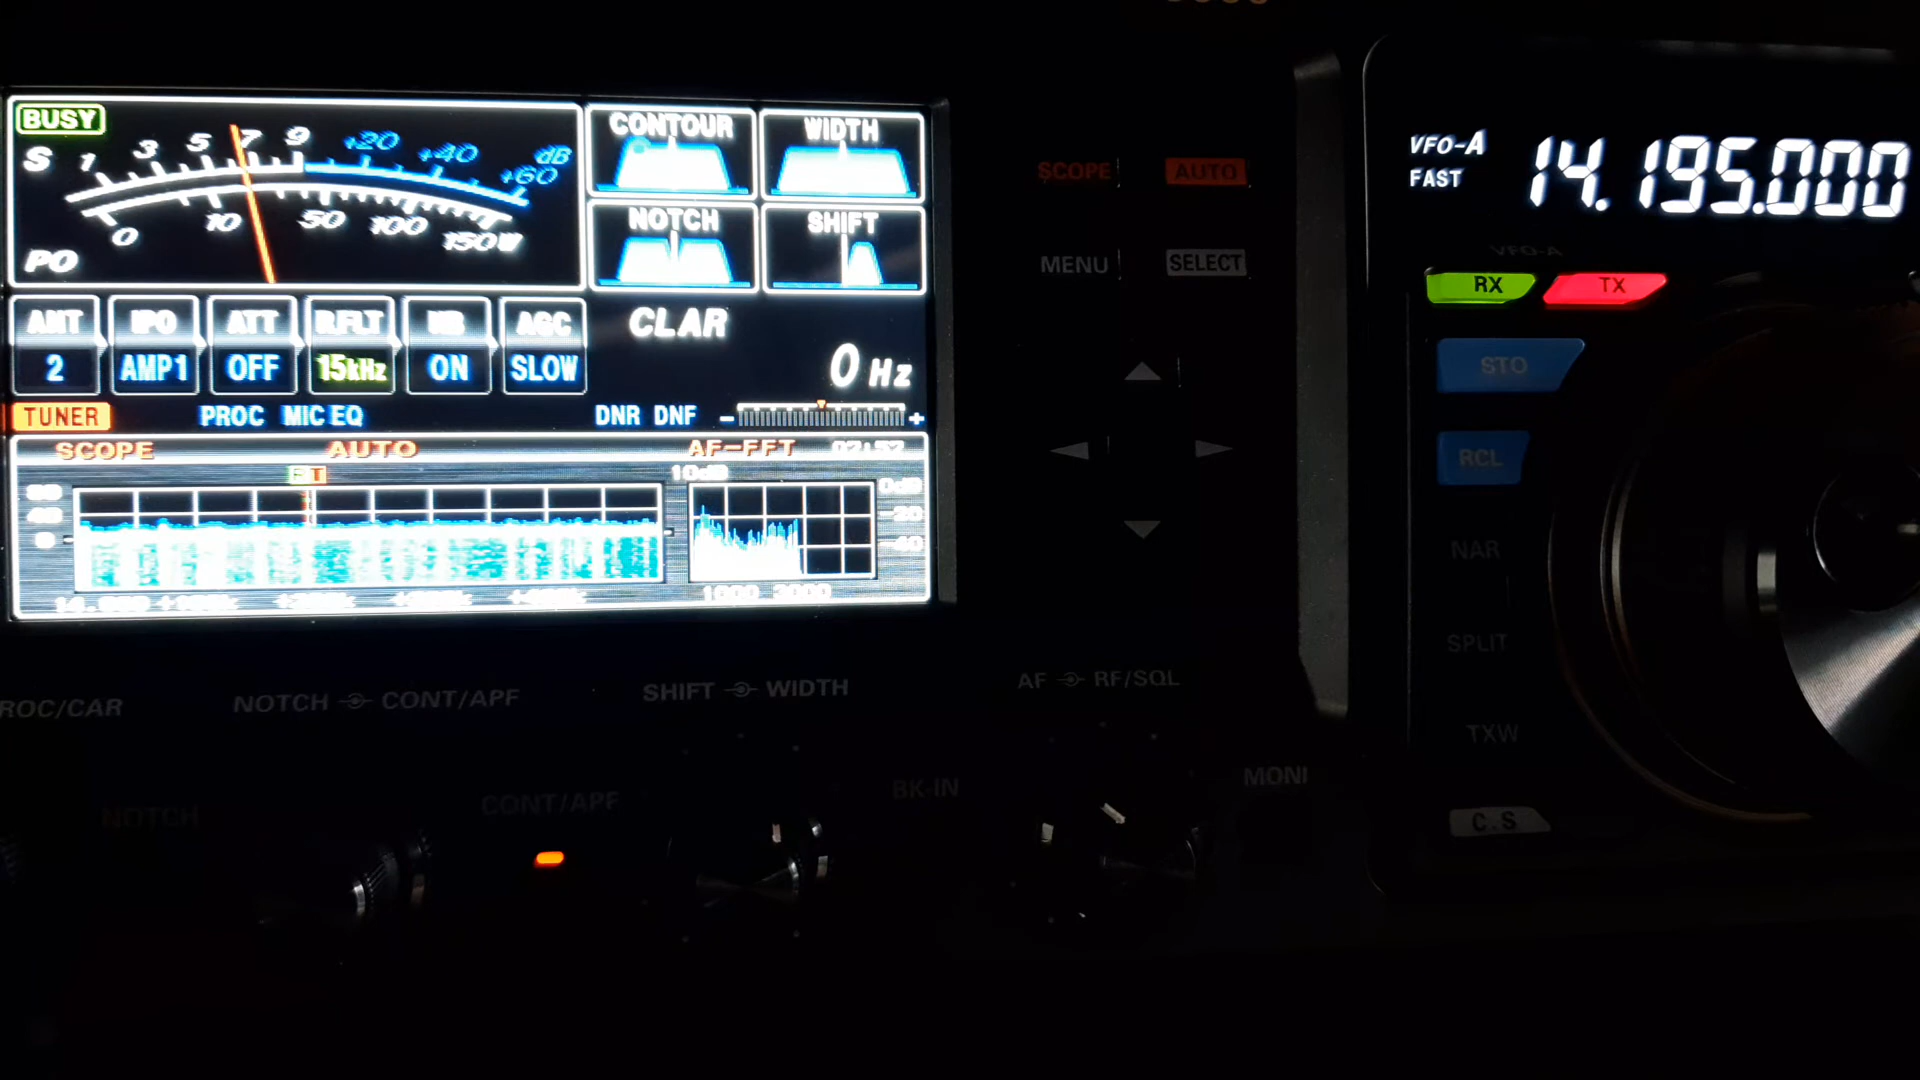 BUSY
S 1 3 5 7 9 +20 +40 +60 dB
0 10 50 100 150W
PO
CONTOUR WIDTH
NOTCH SHIFT
ANT IPO ATT R.FLT NB AGC
2 AMP1 OFF 15kHz ON SLOW
CLAR
0 Hz
TUNER PROC MIC EQ DNR DNF - +
SCOPE AUTO AF-FFT
10dB
0dB
-20
-40
1000 3000
SCOPE AUTO
MENU SELECT
VFO-A
FAST
14.195.000
VFO-A
RX TX
STO
RCL
NAR
SPLIT
TXW
C.S
ROC/CAR NOTCH CONT/APF SHIFT WIDTH AF RF/SQL
NOTCH CONT/APF BK-IN MONI